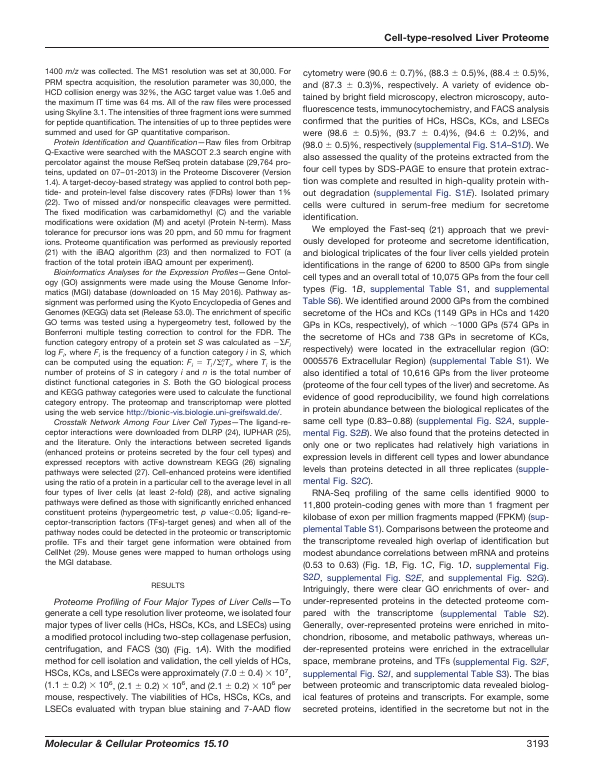 Cell-type-resolved Liver Proteome
1400 m/z was collected. The MS1 resolution was set at 30,000. For
PRM spectra acquisition, the resolution parameter was 30,000, the
HCD collision energy was 32%, the AGC target value was 1.0e5 and
the maximum IT time was 64 ms. All of the raw files were processed
using Skyline 3.1. The intensities of three fragment ions were summed
for peptide quantification. The intensities of up to three peptides were
summed and used for GP quantitative comparison.
Protein Identification and Quantification—Raw files from Orbitrap
Q-Exactive were searched with the MASCOT 2.3 search engine with
percolator against the mouse RefSeq protein database (29,764 pro-
teins, updated on 07–01-2013) in the Proteome Discoverer (Version
1.4). A target-decoy-based strategy was applied to control both pep-
tide- and protein-level false discovery rates (FDRs) lower than 1%
(22). Two of missed and/or nonspecific cleavages were permitted.
The fixed modification was carbamidomethyl (C) and the variable
modifications were oxidation (M) and acetyl (Protein N-term). Mass
tolerance for precursor ions was 20 ppm, and 50 mmu for fragment
ions. Proteome quantification was performed as previously reported
(21) with the iBAQ algorithm (23) and then normalized to FOT (a
fraction of the total protein iBAQ amount per experiment).
Bioinformatics Analyses for the Expression Profiles—Gene Ontol-
ogy (GO) assignments were made using the Mouse Genome Infor-
matics (MGI) database (downloaded on 15 May 2016). Pathway as-
signment was performed using the Kyoto Encyclopedia of Genes and
Genomes (KEGG) data set (Release 53.0). The enrichment of specific
GO terms was tested using a hypergeometry test, followed by the
Bonferroni multiple testing correction to control for the FDR. The
function category entropy of a protein set S was calculated as −ΣFi
log Fi, where Fi is the frequency of a function category i in S, which
can be computed using the equation: Fi = Ti/ΣinTi, where Ti is the
number of proteins of S in category i and n is the total number of
distinct functional categories in S. Both the GO biological process
and KEGG pathway categories were used to calculate the functional
category entropy. The proteomap and transcriptomap were plotted
using the web service http://bionic-vis.biologie.uni-greifswald.de/.
Crosstalk Network Among Four Liver Cell Types—The ligand-re-
ceptor interactions were downloaded from DLRP (24), IUPHAR (25),
and the literature. Only the interactions between secreted ligands
(enhanced proteins or proteins secreted by the four cell types) and
expressed receptors with active downstream KEGG (26) signaling
pathways were selected (27). Cell-enhanced proteins were identified
using the ratio of a protein in a particular cell to the average level in all
four types of liver cells (at least 2-fold) (28), and active signaling
pathways were defined as those with significantly enriched enhanced
constituent proteins (hypergeometric test, p value<0.05; ligand-re-
ceptor-transcription factors (TFs)-target genes) and when all of the
pathway nodes could be detected in the proteomic or transcriptomic
profile. TFs and their target gene information were obtained from
CellNet (29). Mouse genes were mapped to human orthologs using
the MGI database.
RESULTS
Proteome Profiling of Four Major Types of Liver Cells—To
generate a cell type resolution liver proteome, we isolated four
major types of liver cells (HCs, HSCs, KCs, and LSECs) using
a modified protocol including two-step collagenase perfusion,
centrifugation, and FACS (30) (Fig. 1A). With the modified
method for cell isolation and validation, the cell yields of HCs,
HSCs, KCs, and LSECs were approximately (7.0 ± 0.4) × 10⁷,
(1.1 ± 0.2) × 10⁶, (2.1 ± 0.2) × 10⁶, and (2.1 ± 0.2) × 10⁶ per
mouse, respectively. The viabilities of HCs, HSCs, KCs, and
LSECs evaluated with trypan blue staining and 7-AAD flow
cytometry were (90.6 ± 0.7)%, (88.3 ± 0.5)%, (88.4 ± 0.5)%,
and (87.3 ± 0.3)%, respectively. A variety of evidence ob-
tained by bright field microscopy, electron microscopy, auto-
fluorescence tests, immunocytochemistry, and FACS analysis
confirmed that the purities of HCs, HSCs, KCs, and LSECs
were (98.6 ± 0.5)%, (93.7 ± 0.4)%, (94.6 ± 0.2)%, and
(98.0 ± 0.5)%, respectively (supplemental Fig. S1A–S1D). We
also assessed the quality of the proteins extracted from the
four cell types by SDS-PAGE to ensure that protein extrac-
tion was complete and resulted in high-quality protein with-
out degradation (supplemental Fig. S1E). Isolated primary
cells were cultured in serum-free medium for secretome
identification.
We employed the Fast-seq (21) approach that we previ-
ously developed for proteome and secretome identification,
and biological triplicates of the four liver cells yielded protein
identifications in the range of 6200 to 8500 GPs from single
cell types and an overall total of 10,075 GPs from the four cell
types (Fig. 1B, supplemental Table S1, and supplemental
Table S6). We identified around 2000 GPs from the combined
secretome of the HCs and KCs (1149 GPs in HCs and 1420
GPs in KCs, respectively), of which ~1000 GPs (574 GPs in
the secretome of HCs and 738 GPs in secretome of KCs,
respectively) were located in the extracellular region (GO:
0005576 Extracellular Region) (supplemental Table S1). We
also identified a total of 10,616 GPs from the liver proteome
(proteome of the four cell types of the liver) and secretome. As
evidence of good reproducibility, we found high correlations
in protein abundance between the biological replicates of the
same cell type (0.83–0.88) (supplemental Fig. S2A, supple-
mental Fig. S2B). We also found that the proteins detected in
only one or two replicates had relatively high variations in
expression levels in different cell types and lower abundance
levels than proteins detected in all three replicates (supple-
mental Fig. S2C).
RNA-Seq profiling of the same cells identified 9000 to
11,800 protein-coding genes with more than 1 fragment per
kilobase of exon per million fragments mapped (FPKM) (sup-
plemental Table S1). Comparisons between the proteome and
the transcriptome revealed high overlap of identification but
modest abundance correlations between mRNA and proteins
(0.53 to 0.63) (Fig. 1B, Fig. 1C, Fig. 1D, supplemental Fig.
S2D, supplemental Fig. S2E, and supplemental Fig. S2G).
Intriguingly, there were clear GO enrichments of over- and
under-represented proteins in the detected proteome com-
pared with the transcriptome (supplemental Table S2).
Generally, over-represented proteins were enriched in mito-
chondrion, ribosome, and metabolic pathways, whereas un-
der-represented proteins were enriched in the extracellular
space, membrane proteins, and TFs (supplemental Fig. S2F,
supplemental Fig. S2I, and supplemental Table S3). The bias
between proteomic and transcriptomic data revealed biolog-
ical features of proteins and transcripts. For example, some
secreted proteins, identified in the secretome but not in the
Molecular & Cellular Proteomics 15.10
3193